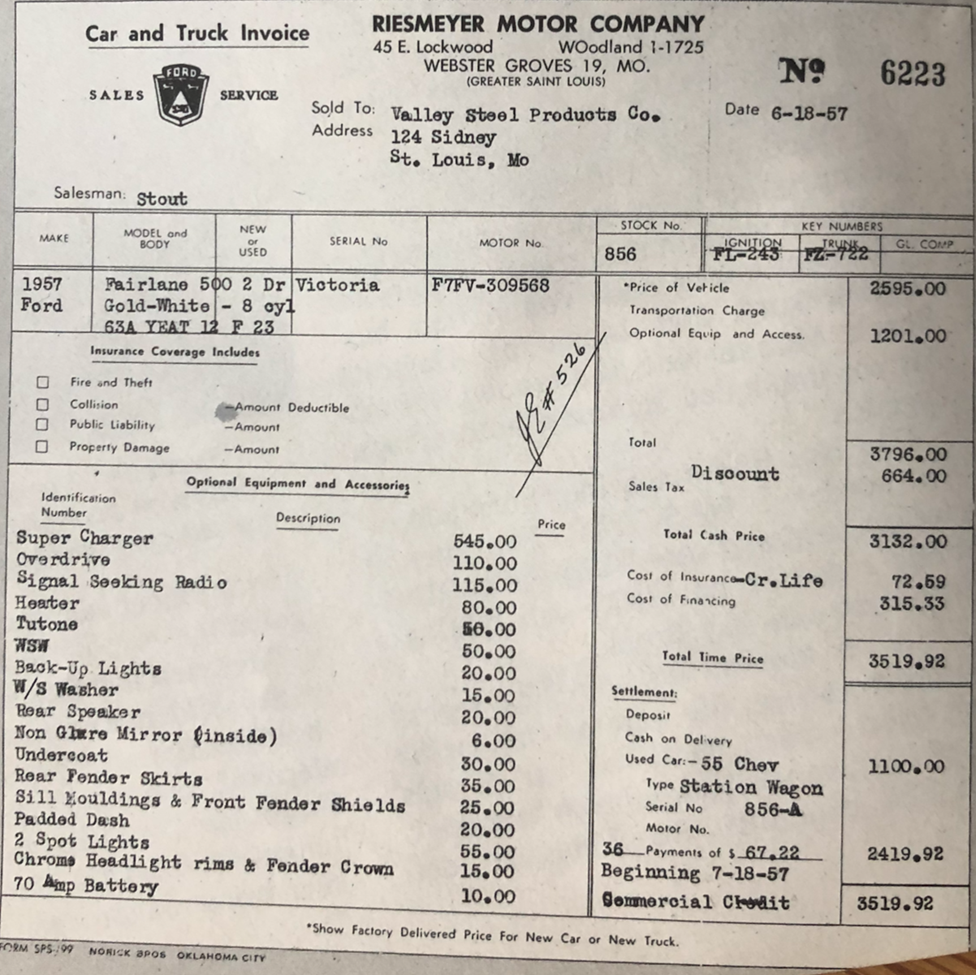 Car and Truck Invoice
FORD
SALES SERVICE
RIESMEYER MOTOR COMPANY
45 E. Lockwood WOodland 1-1725
WEBSTER GROVES 19, MO.
(GREATER SAINT LOUIS)
Nº 6223
Sold To: Valley Steel Products Co.
Address 124 Sidney
St. Louis, Mo
Date 6-18-57
Salesman: Stout
MAKE MODEL and BODY NEW or USED SERIAL No MOTOR No. STOCK No. KEY NUMBERS
IGNITION TRUNK GL. COMP
856 FL-243 FZ-722
1957 Fairlane 500 2 Dr Victoria F7FV-309568
Ford Gold-White - 8 cyl
63A YEAT 12 F 23
*Price of Vehicle 2595.00
Transportation Charge
Optional Equip and Access. 1201.00
Insurance Coverage Includes
Fire and Theft
Collision —Amount Deductible
Public Liability —Amount
Property Damage —Amount
#526
Total 3796.00
Discount 664.00
Sales Tax
Total Cash Price 3132.00
Cost of Insurance-Cr.Life 72.59
Cost of Financing 315.33
Total Time Price 3519.92
Optional Equipment and Accessories
Identification Number Description Price
Super Charger 545.00
Overdrive 110.00
Signal Seeking Radio 115.00
Heater 80.00
Tutone 50.00
WSW 50.00
Back-Up Lights 20.00
W/S Washer 15.00
Rear Speaker 20.00
Non Glare Mirror (inside) 6.00
Undercoat 30.00
Rear Fender Skirts 35.00
Sill Mouldings & Front Fender Shields 25.00
Padded Dash 20.00
2 Spot Lights 55.00
Chrome Headlight rims & Fender Crown 15.00
70 Amp Battery 10.00
Settlement:
Deposit
Cash on Delivery
Used Car:- 55 Chev 1100.00
Type Station Wagon
Serial No 856-A
Motor No.
36 Payments of $ 67.22 2419.92
Beginning 7-18-57
Commercial Credit 3519.92
*Show Factory Delivered Price For New Car or New Truck.
FORM SPS-99 NORICK BROS OKLAHOMA CITY